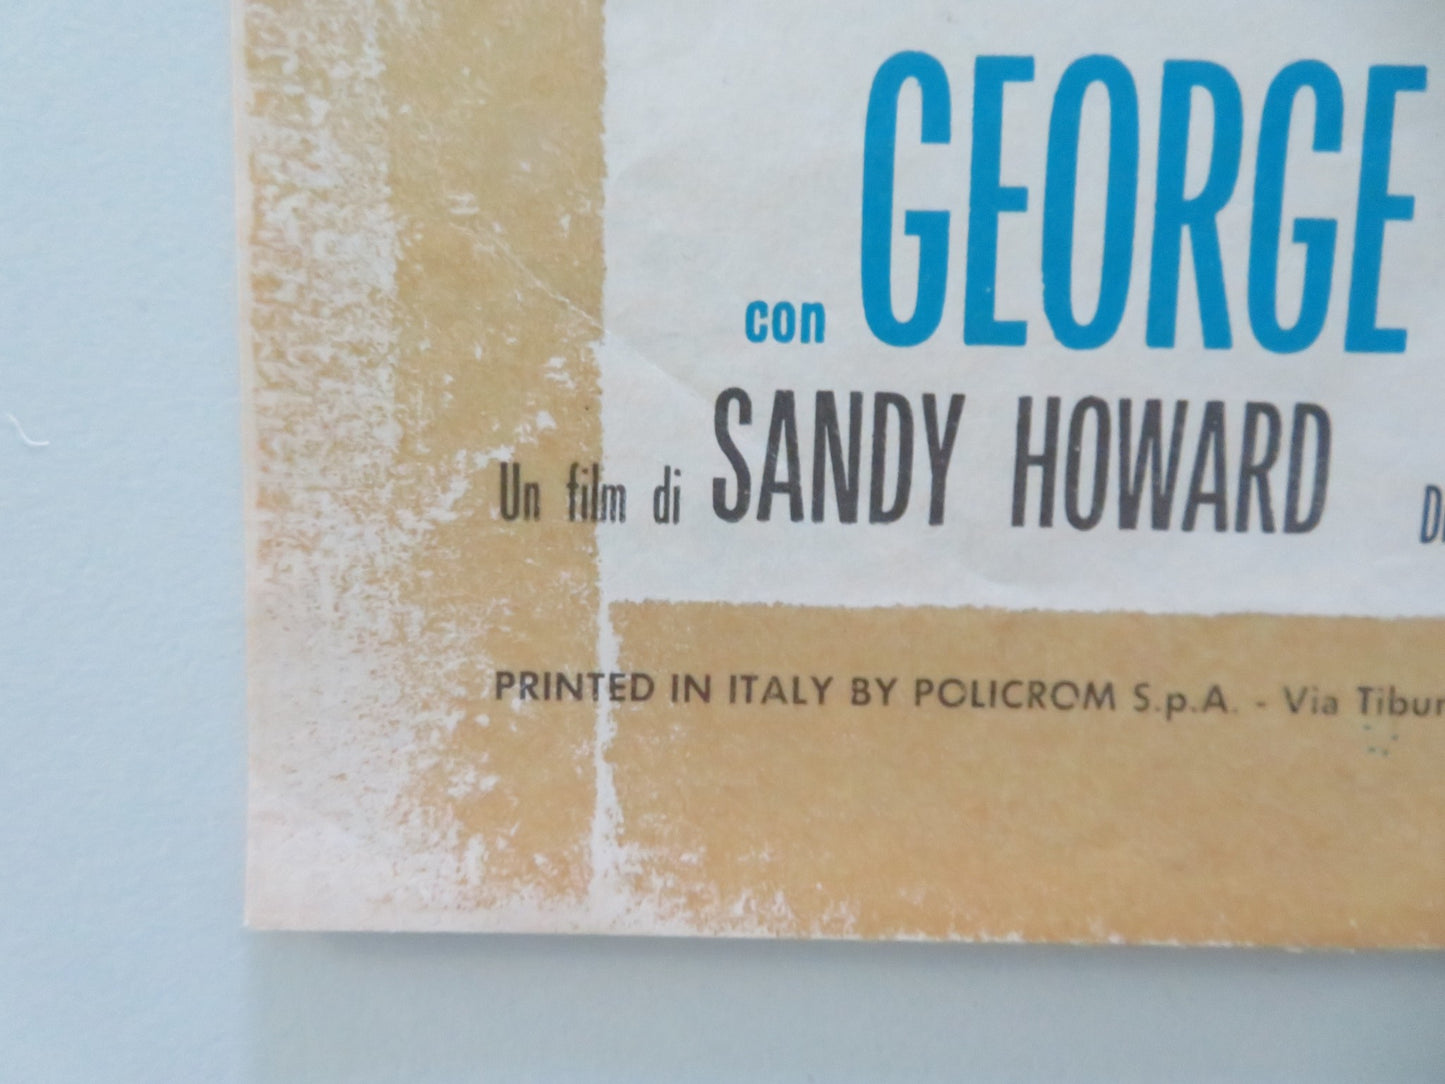 con GEORGE
Un film di SANDY HOWARD
PRINTED IN ITALY BY POLICROM S.p.A. - Via